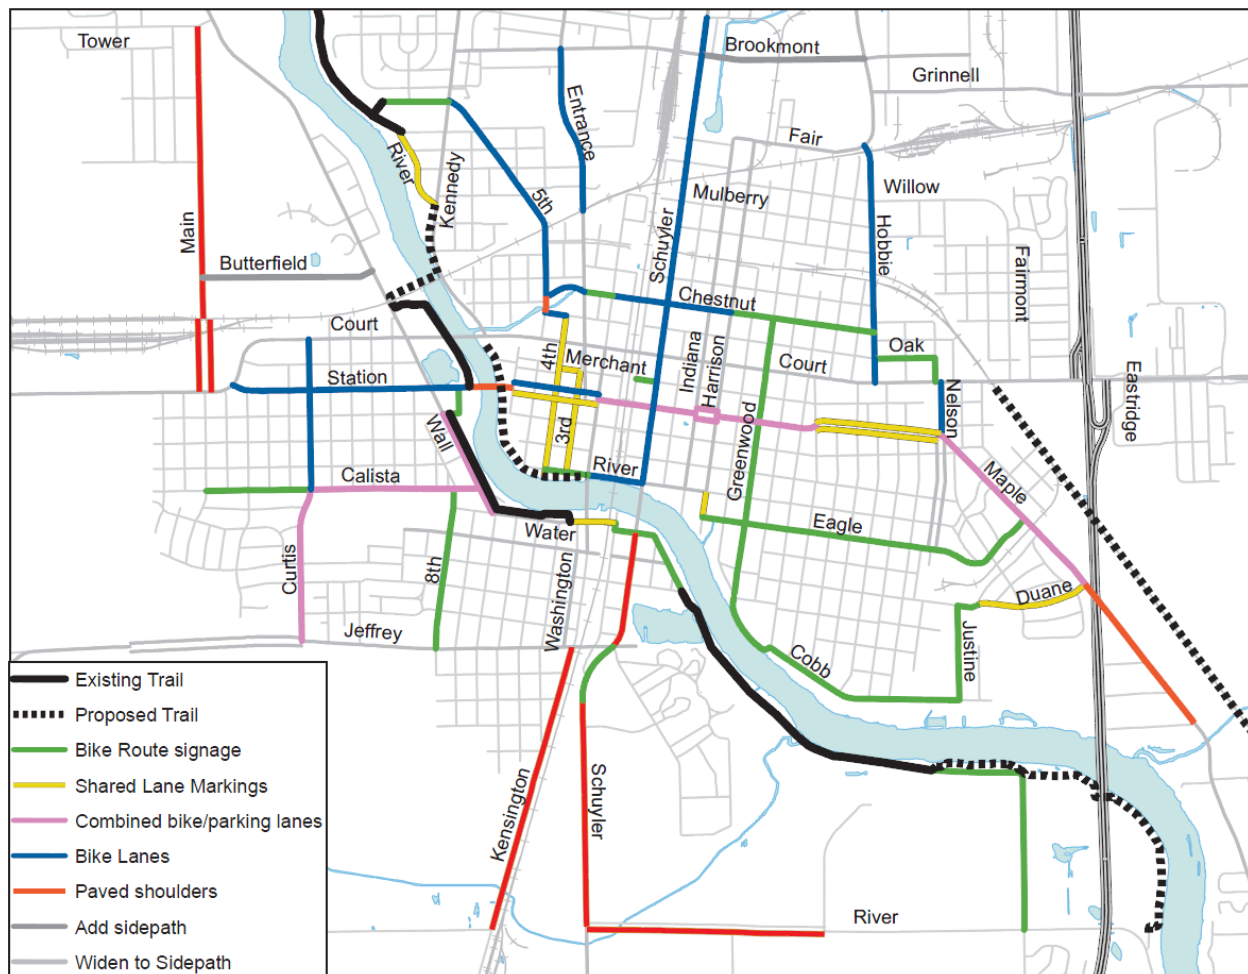 Tower
Brookmont
Grinnell
Entrance
Fair
River
Kennedy
5th
Mulberry
Willow
Main
Schuyler
Hobbie
Fairmont
Butterfield
Chestnut
Court
4th
Merchant
Indiana
Harrison
Court
Oak
Eastridge
Station
Nelson
Wall
3rd
Greenwood
River
Calista
Maple
Eagle
Water
Curtis
8th
Washington
Duane
Jeffrey
Justine
Cobb
Existing Trail
Proposed Trail
Bike Route signage
Shared Lane Markings
Combined bike/parking lanes
Bike Lanes
Paved shoulders
Add sidepath
Widen to Sidepath
Kensington
Schuyler
River